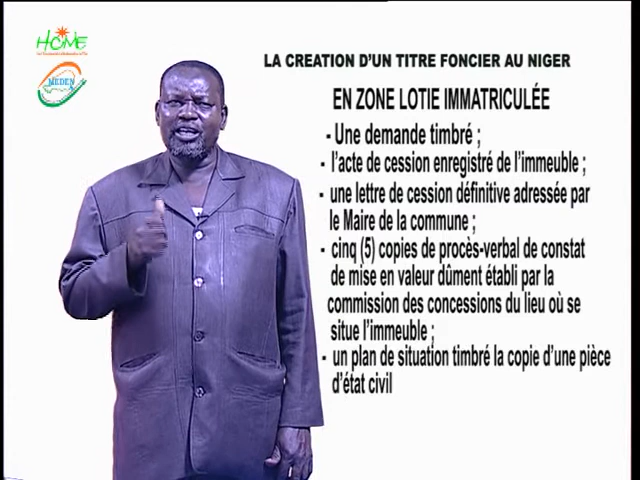 HOME
MEDEN
LA CREATION D'UN TITRE FONCIER AU NIGER
EN ZONE LOTIE IMMATRICULÉE
- Une demande timbré ;
- l'acte de cession enregistré de l'immeuble ;
- une lettre de cession définitive adressée par
le Maire de la commune ;
- cinq (5) copies de procès-verbal de constat
de mise en valeur dûment établi par la
commission des concessions du lieu où se
situe l'immeuble ;
- un plan de situation timbré la copie d'une pièce
d'état civil